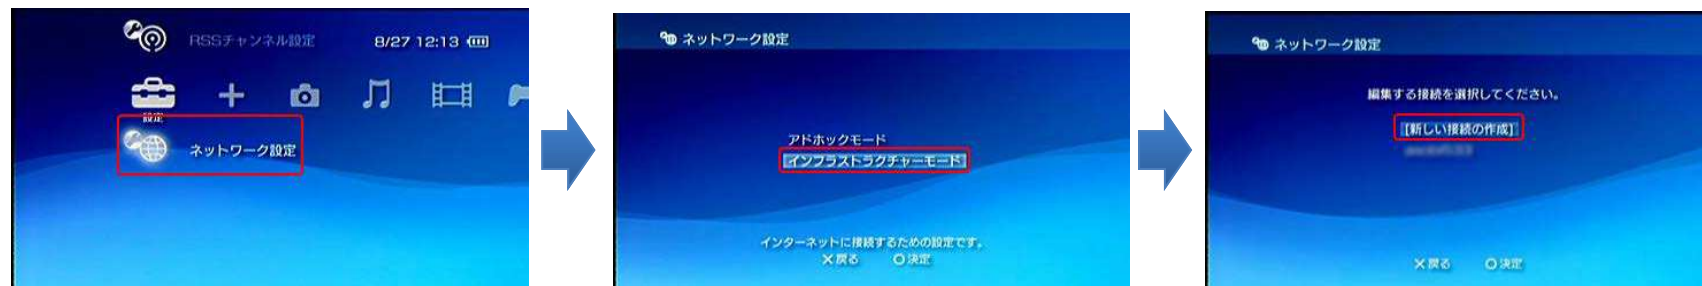 RSSチャンネル設定
8/27 12:13
設定
ネットワーク設定
ネットワーク設定
アドホックモード
インフラストラクチャーモード
インターネットに接続するための設定です。
×戻る ○決定
ネットワーク設定
編集する接続を選択してください。
[新しい接続の作成]
×戻る ○決定